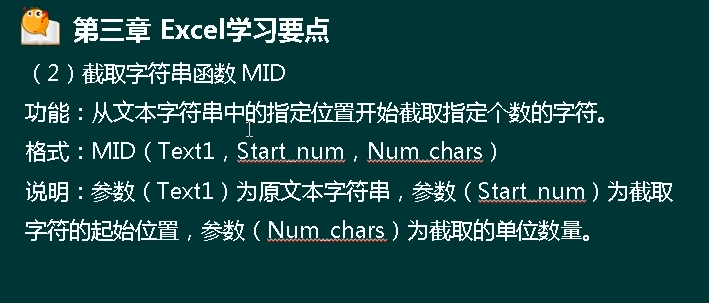 第三章 Excel学习要点
（2）截取字符串函数 MID
功能：从文本字符串中的指定位置开始截取指定个数的字符。
格式：MID（Text1，Start_num，Num_chars）
说明：参数（Text1）为原文本字符串，参数（Start_num）为截取
字符的起始位置，参数（Num_chars）为截取的单位数量。